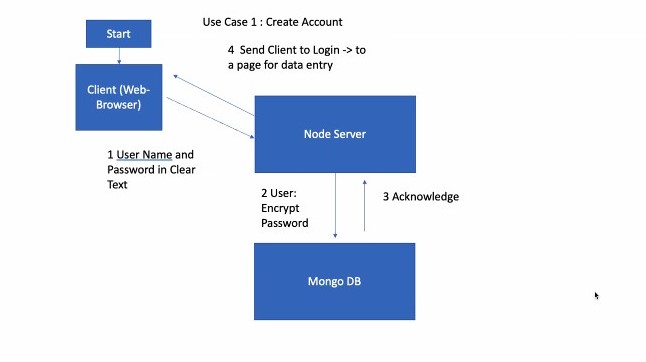 Use Case 1 : Create Account
Start
4 Send Client to Login -> to
a page for data entry
Client (Web-
Browser)
Node Server
1 User Name and
Password in Clear
Text
2 User:
Encrypt
Password
3 Acknowledge
Mongo DB